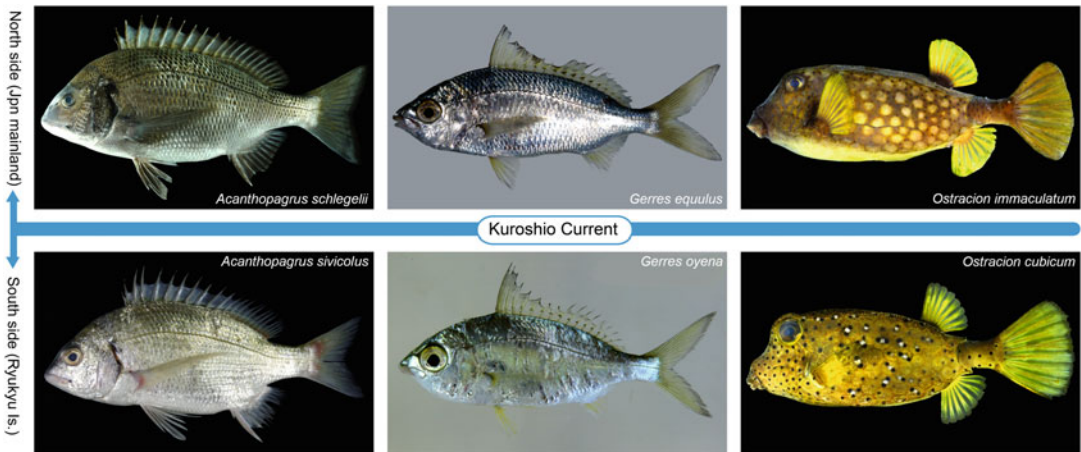 North side (Jpn mainland)
Acanthopagrus schlegelii
Gerres equulus
Ostracion immaculatum
Kuroshio Current
South side (Ryukyu Is.)
Acanthopagrus sivicolus
Gerres oyena
Ostracion cubicum